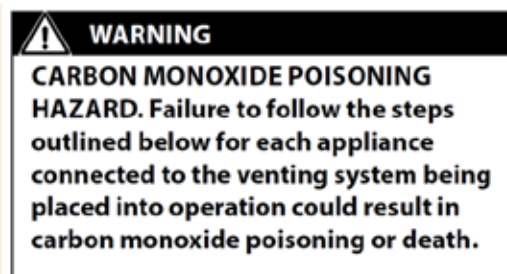 WARNING
CARBON MONOXIDE POISONING
HAZARD. Failure to follow the steps
outlined below for each appliance
connected to the venting system being
placed into operation could result in
carbon monoxide poisoning or death.